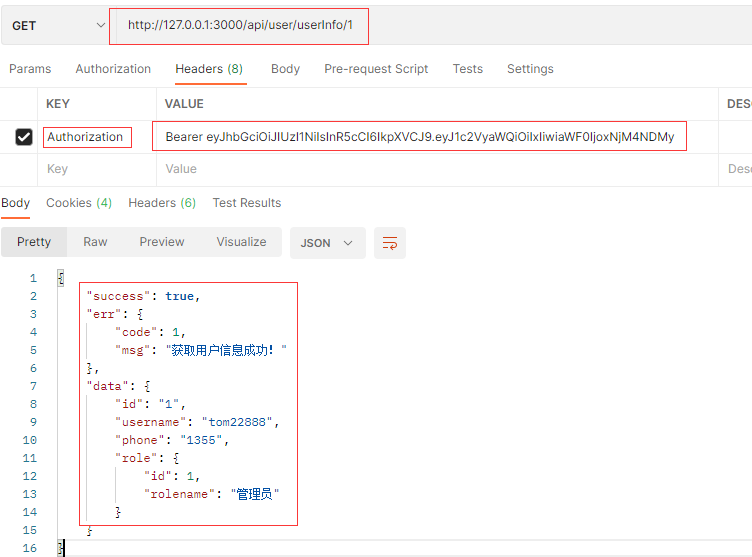 GET http://127.0.0.1:3000/api/user/userInfo/1
Params Authorization Headers (8) Body Pre-request Script Tests Settings
KEY VALUE DES
Authorization Bearer eyJhbGciOiJIUzI1NiIsInR5cCI6IkpXVCJ9.eyJ1c2VyaWQiOiIxIiwiaWF0IjoxNjM4NDMy
Key Value Desc
Body Cookies (4) Headers (6) Test Results
Pretty Raw Preview Visualize JSON
1 {
2 "success": true,
3 "err": {
4 "code": 1,
5 "msg": "获取用户信息成功！"
6 },
7 "data": {
8 "id": "1",
9 "username": "tom22888",
10 "phone": "1355",
11 "role": {
12 "id": 1,
13 "rolename": "管理员"
14 }
15 }
16 }